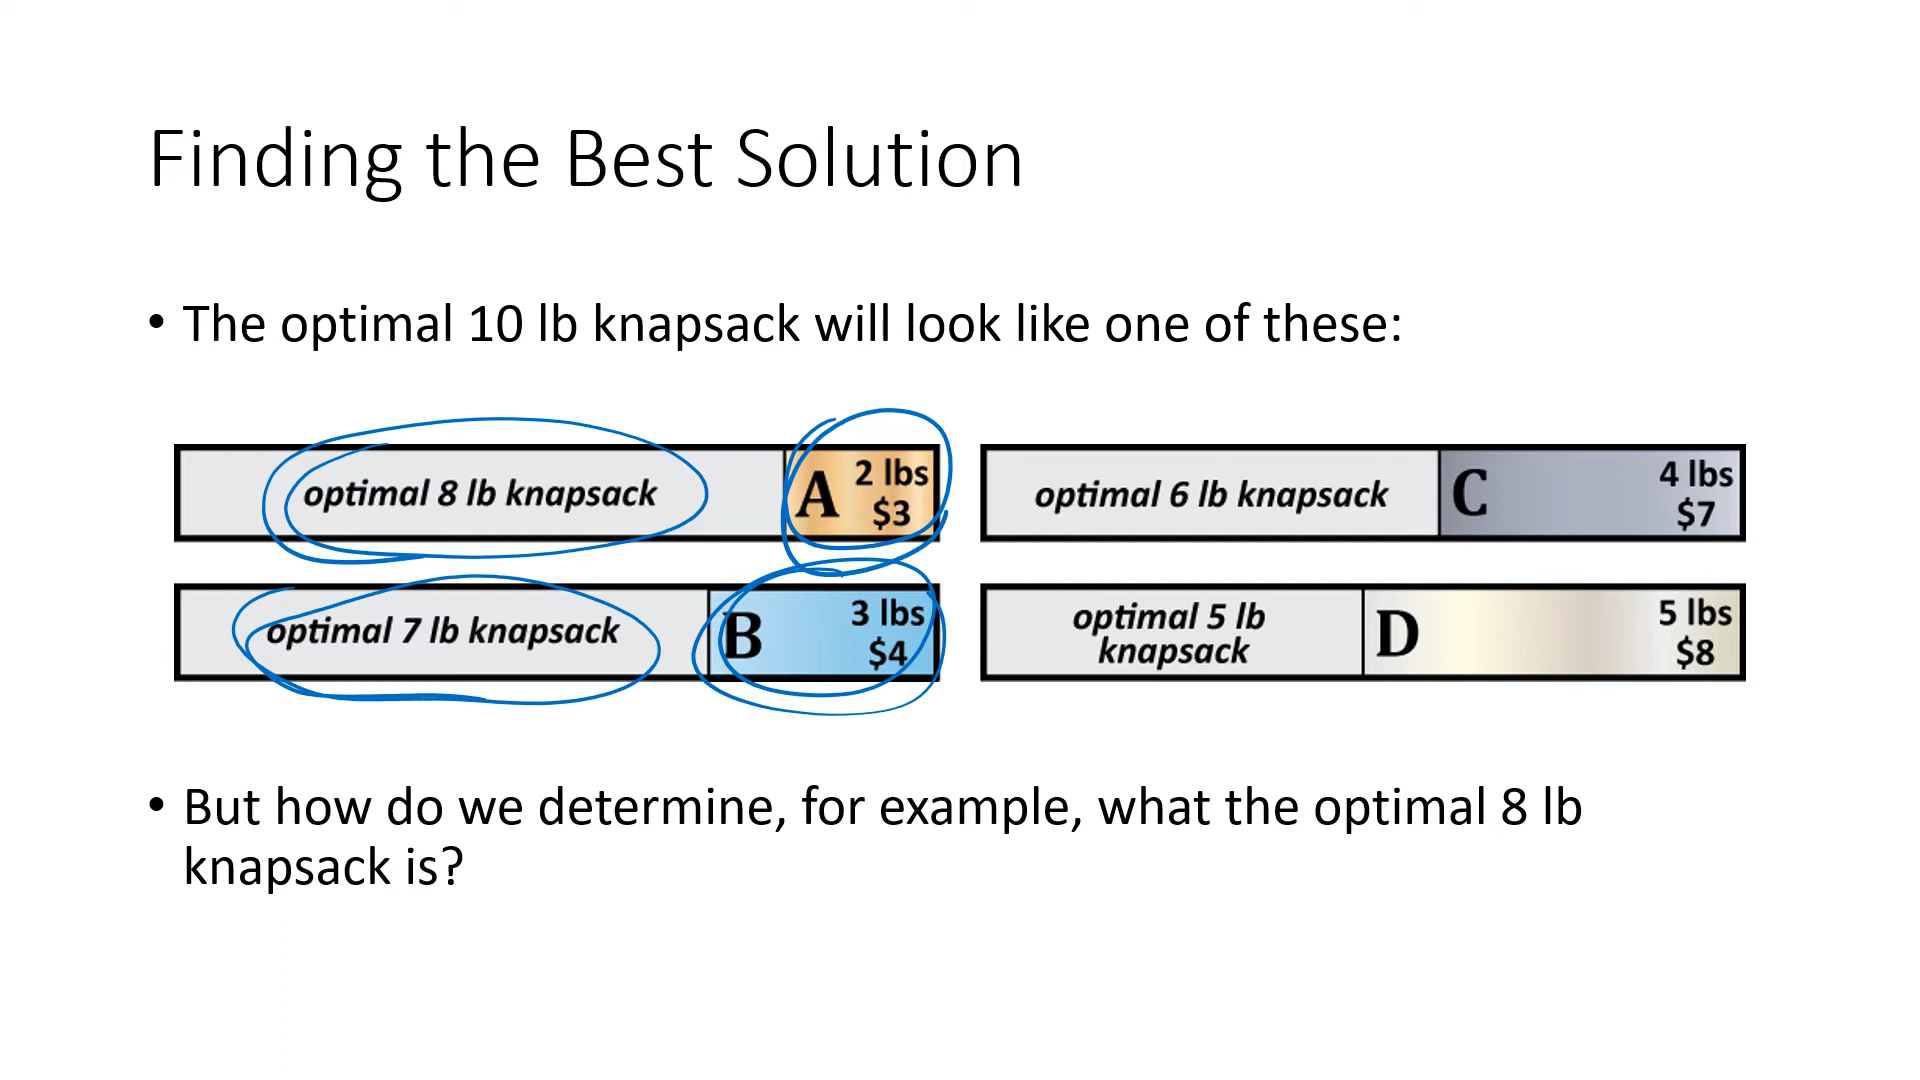 Finding the Best Solution
• The optimal 10 lb knapsack will look like one of these:
optimal 8 lb knapsack
A
2 lbs
$3
optimal 6 lb knapsack
C
4 lbs
$7
optimal 7 lb knapsack
B
3 lbs
$4
optimal 5 lb
knapsack
D
5 lbs
$8
• But how do we determine, for example, what the optimal 8 lb
knapsack is?